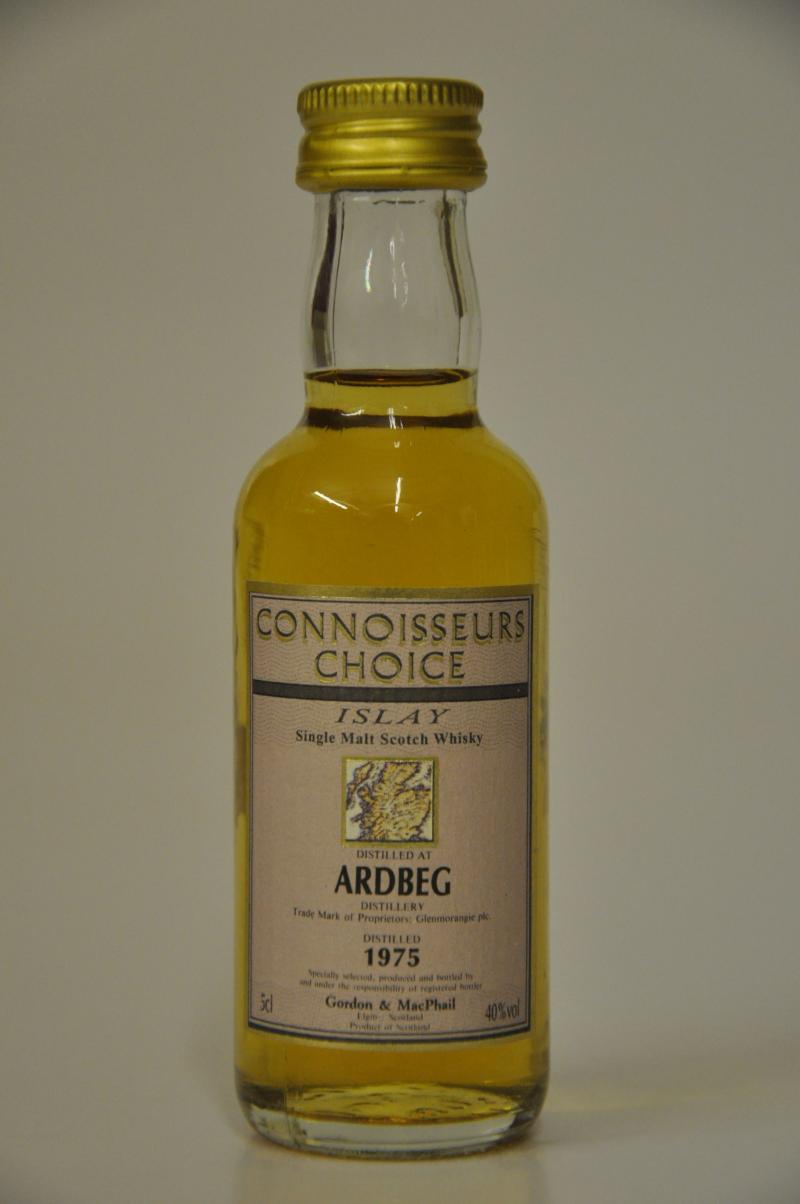 CONNOISSEURS
CHOICE
ISLAY
Single Malt Scotch Whisky
DISTILLED AT
ARDBEG
DISTILLERY
Trade Mark of Proprietors: Glenmorangie plc.
DISTILLED
1975
Specially selected, produced and bottled by
and under the responsibility of registered bottler
5cl
Gordon & MacPhail
40%vol
Elgin Scotland
Product of Scotland